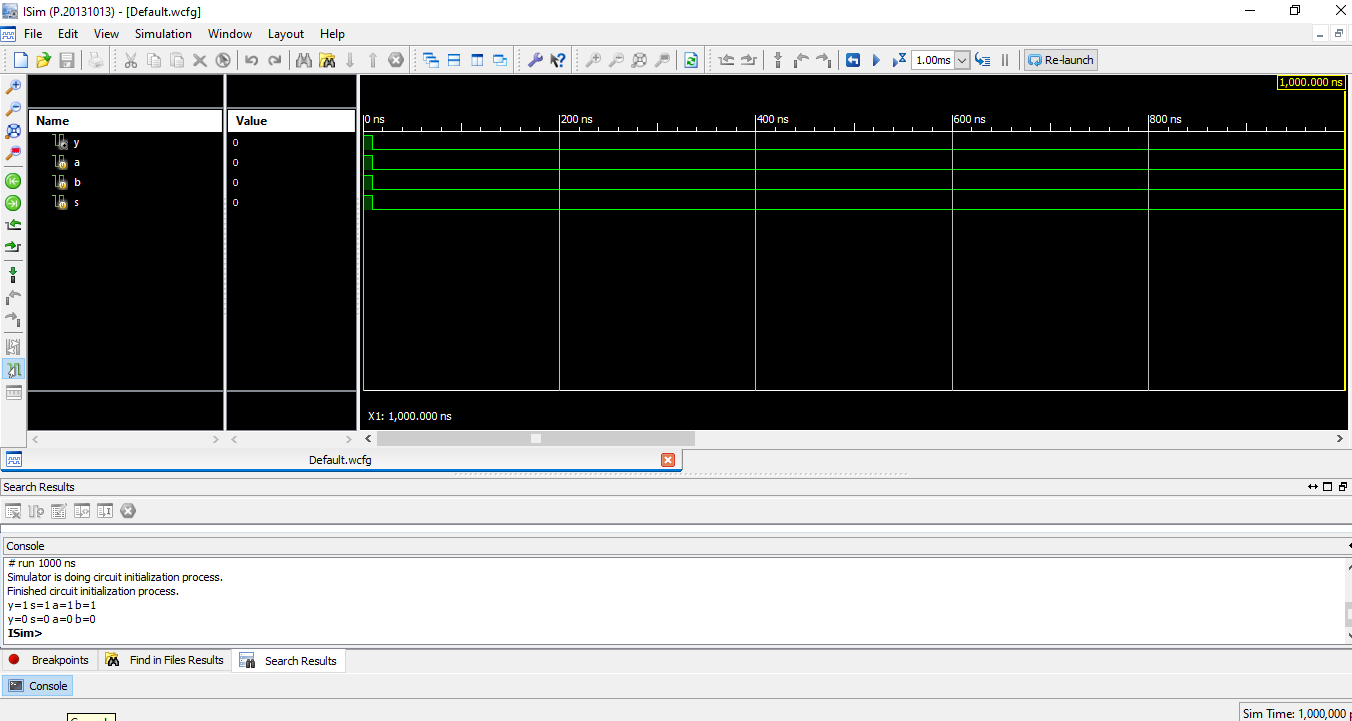 ISim (P.20131013) - [Default.wcfg]
File Edit View Simulation Window Layout Help
1.00ms Re-launch
1,000.000 ns
Name Value
0 ns 200 ns 400 ns 600 ns 800 ns
y 0
a 0
b 0
s 0
X1: 1,000.000 ns
Default.wcfg
Search Results
Console
# run 1000 ns
Simulator is doing circuit initialization process.
Finished circuit initialization process.
y=1 s=1 a=1 b=1
y=0 s=0 a=0 b=0
ISim>
Breakpoints Find in Files Results Search Results
Console
Sim Time: 1,000,000